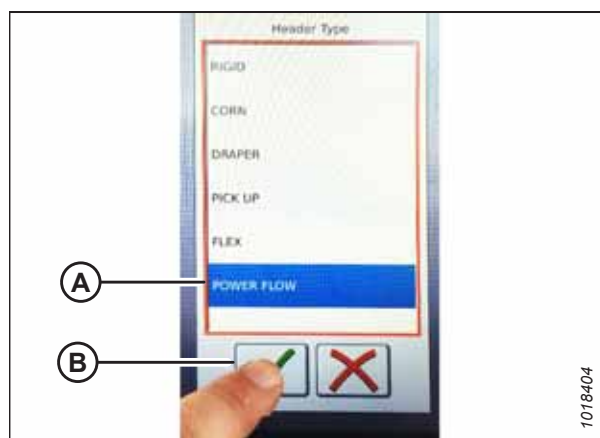 Header Type
RIGID
CORN
DRAPER
PICK UP
FLEX
A
POWER FLOW
B
1018404